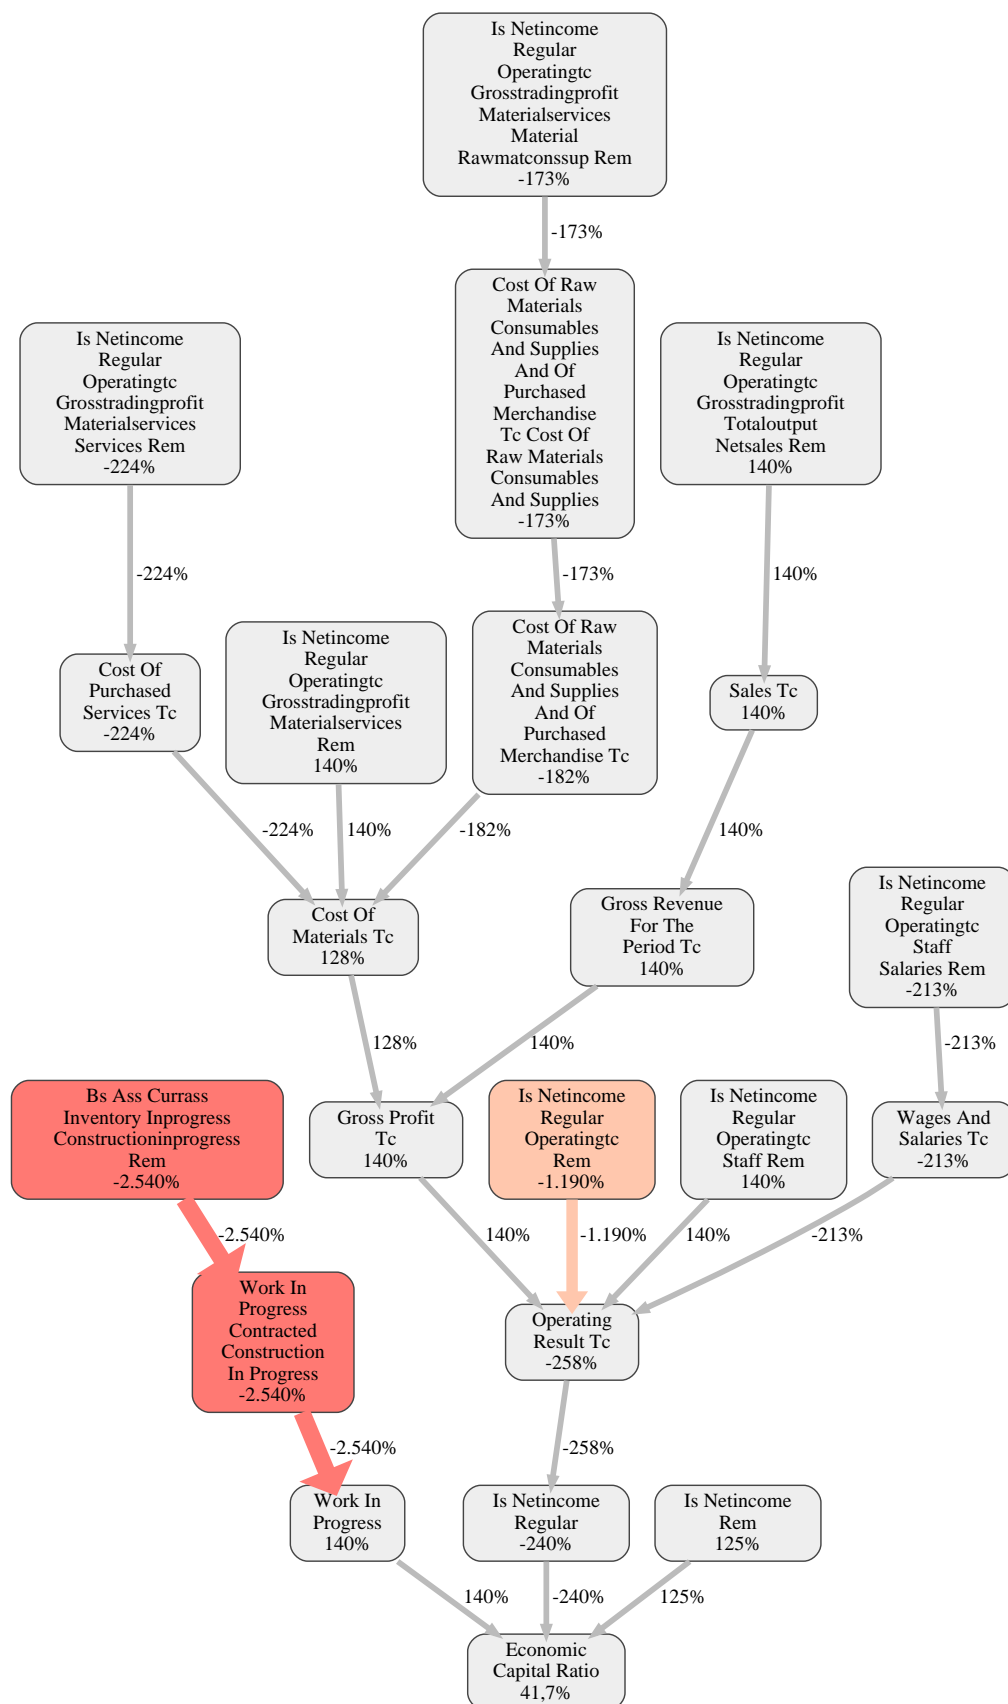 Is Netincome
Regular
Operatingtc
Grosstradingprofit
Materialservices
Material
Rawmatconssup Rem
-173%
-173%
Is Netincome
Regular
Operatingtc
Grosstradingprofit
Materialservices
Services Rem
-224%
Cost Of Raw
Materials
Consumables
And Supplies
And Of
Purchased
Merchandise
Tc Cost Of
Raw Materials
Consumables
And Supplies
-173%
Is Netincome
Regular
Operatingtc
Grosstradingprofit
Totaloutput
Netsales Rem
140%
-224%
-173%
140%
Cost Of
Purchased
Services Tc
-224%
Is Netincome
Regular
Operatingtc
Grosstradingprofit
Materialservices
Rem
140%
Cost Of Raw
Materials
Consumables
And Supplies
And Of
Purchased
Merchandise Tc
-182%
Sales Tc
140%
-224%
140%
-182%
140%
Cost Of
Materials Tc
128%
Gross Revenue
For The
Period Tc
140%
Is Netincome
Regular
Operatingtc
Staff
Salaries Rem
-213%
128%
140%
-213%
Bs Ass Currass
Inventory Inprogress
Constructioninprogress
Rem
-2.540%
Gross Profit
Tc
140%
Is Netincome
Regular
Operatingtc
Rem
-1.190%
Is Netincome
Regular
Operatingtc
Staff Rem
140%
Wages And
Salaries Tc
-213%
-2.540%
140%
-1.190%
140%
-213%
Work In
Progress
Contracted
Construction
In Progress
-2.540%
Operating
Result Tc
-258%
-2.540%
-258%
Work In
Progress
140%
Is Netincome
Regular
-240%
Is Netincome
Rem
125%
140%
-240%
125%
Economic
Capital Ratio
41,7%